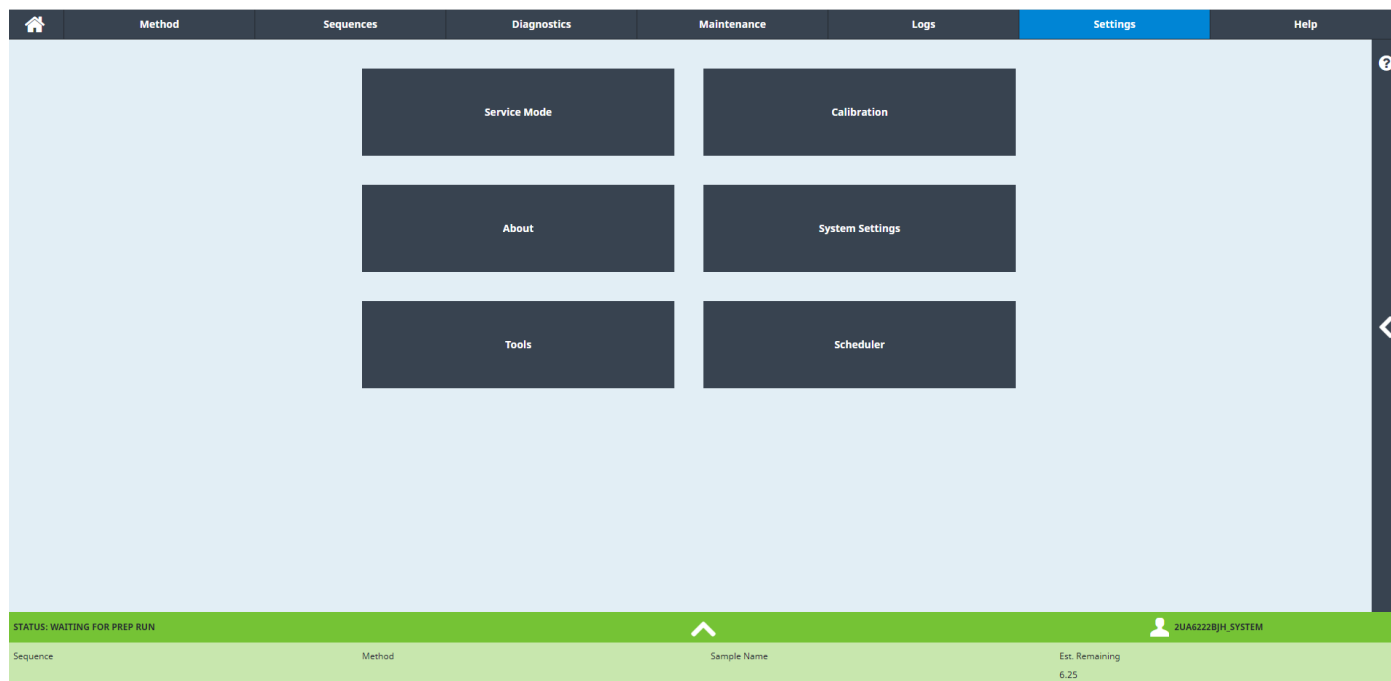 Method Sequences Diagnostics Maintenance Logs Settings Help
?
Service Mode Calibration
About System Settings
Tools Scheduler
STATUS: WAITING FOR PREP RUN 2UA6222BJH_SYSTEM
Sequence Method Sample Name Est. Remaining
6.25